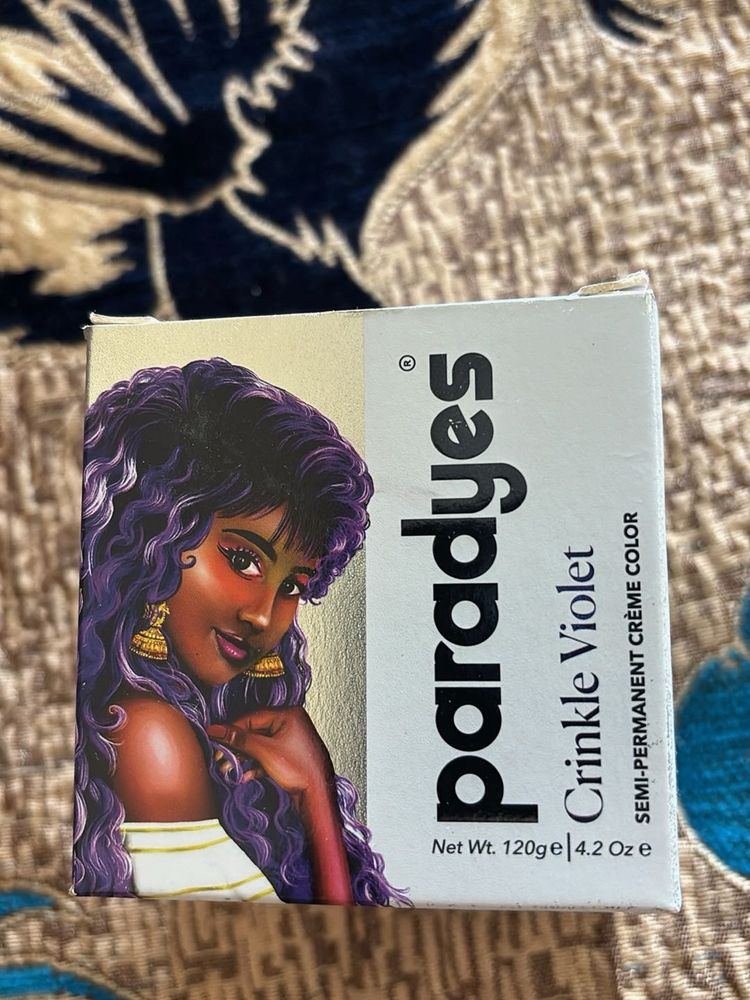 paradyes®
Crinkle Violet
SEMI-PERMANENT CRÈME COLOR
Net Wt. 120g℮|4.2 Oz ℮